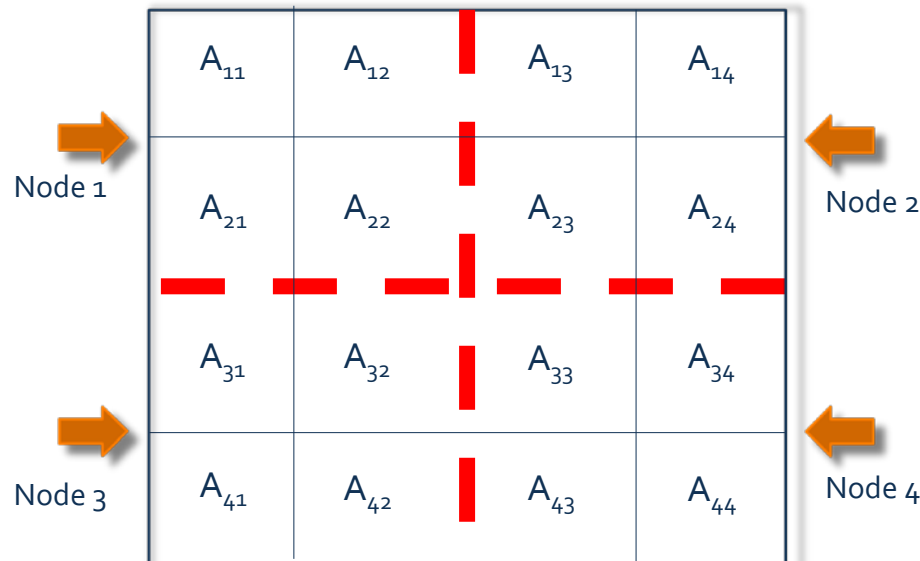 A₁₁ A₁₂ A₁₃ A₁₄
Node 1
Node 2
A₂₁ A₂₂ A₂₃ A₂₄
A₃₁ A₃₂ A₃₃ A₃₄
Node 3
Node 4
A₄₁ A₄₂ A₄₃ A₄₄